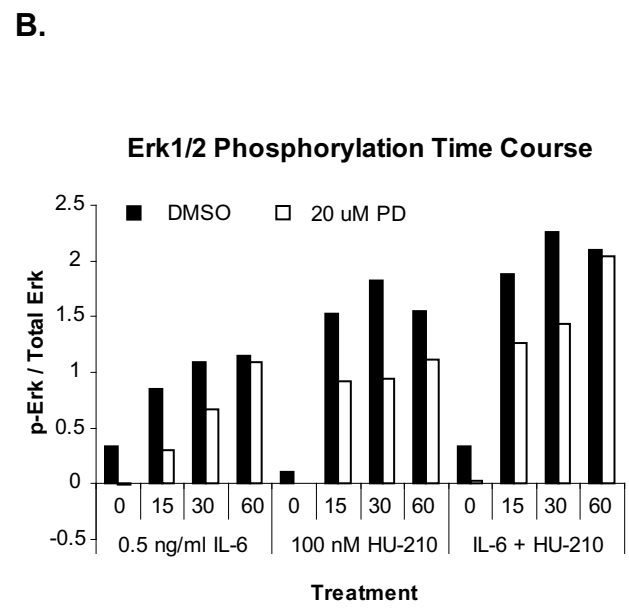 B.
Erk1/2 Phosphorylation Time Course
DMSO 20 uM PD
p-Erk / Total Erk
2.5
2
1.5
1
0.5
0
-0.5
0 15 30 60 0 15 30 60 0 15 30 60
0.5 ng/ml IL-6 100 nM HU-210 IL-6 + HU-210
Treatment